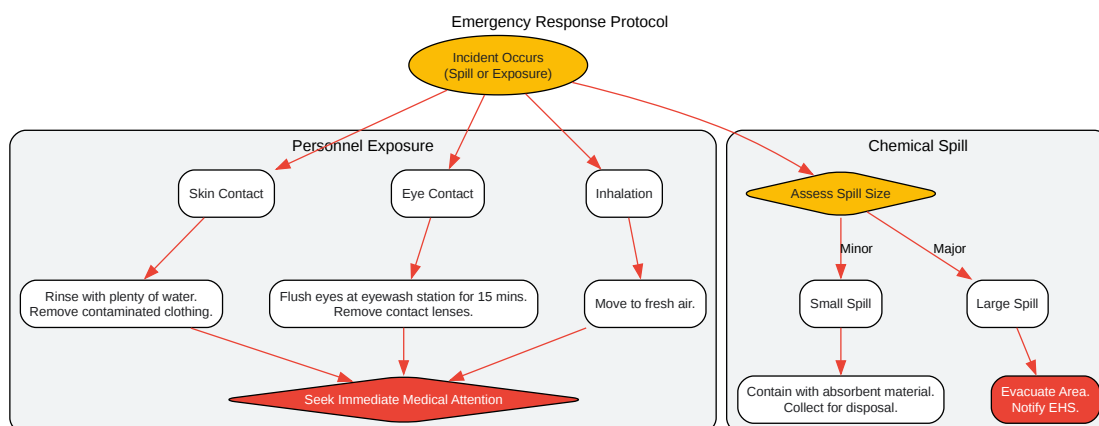 Emergency Response Protocol
Incident Occurs
(Spill or Exposure)
Personnel Exposure
Chemical Spill
Skin Contact
Eye Contact
Inhalation
Assess Spill Size
Minor
Major
Rinse with plenty of water.
Remove contaminated clothing.
Flush eyes at eyewash station for 15 mins.
Remove contact lenses.
Move to fresh air.
Small Spill
Large Spill
Seek Immediate Medical Attention
Contain with absorbent material.
Collect for disposal.
Evacuate Area.
Notify EHS.